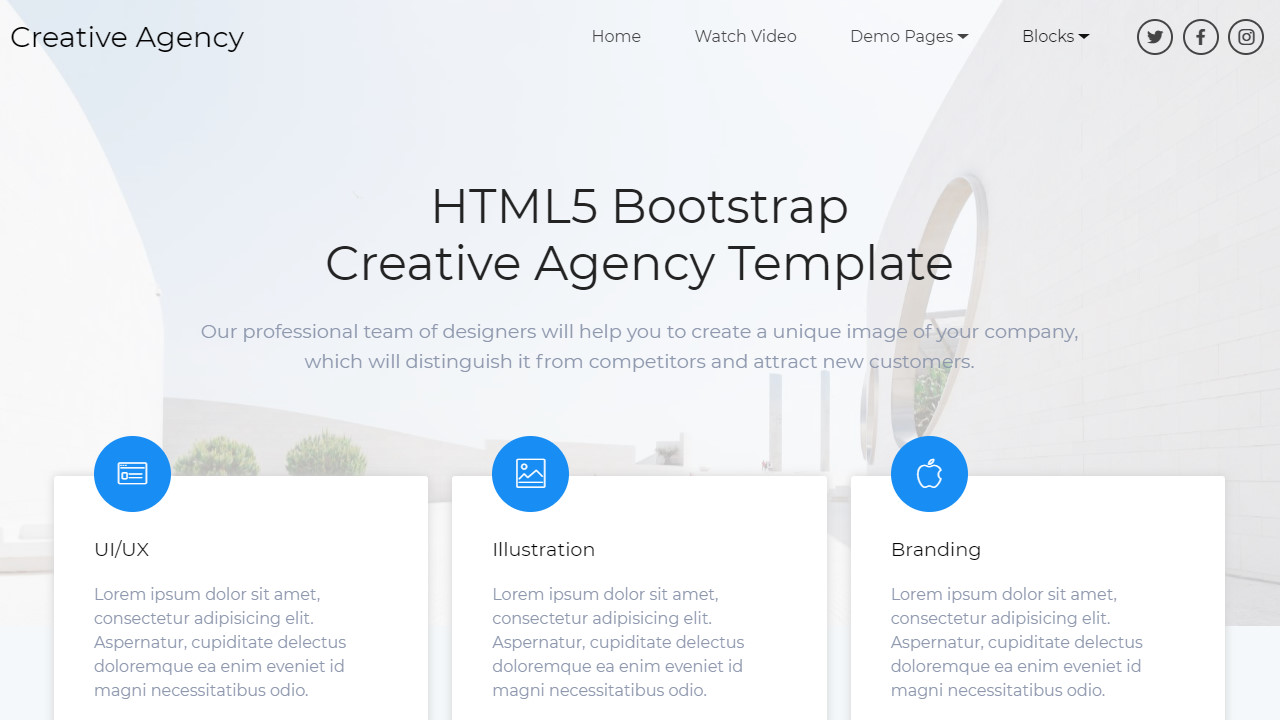 Creative Agency
Home
Watch Video
Demo Pages
Blocks
HTML5 Bootstrap
Creative Agency Template
Our professional team of designers will help you to create a unique image of your company,
which will distinguish it from competitors and attract new customers.
UI/UX
Lorem ipsum dolor sit amet,
consectetur adipisicing elit.
Aspernatur, cupiditate delectus
doloremque ea enim eveniet id
magni necessitatibus odio.
Illustration
Lorem ipsum dolor sit amet,
consectetur adipisicing elit.
Aspernatur, cupiditate delectus
doloremque ea enim eveniet id
magni necessitatibus odio.
Branding
Lorem ipsum dolor sit amet,
consectetur adipisicing elit.
Aspernatur, cupiditate delectus
doloremque ea enim eveniet id
magni necessitatibus odio.